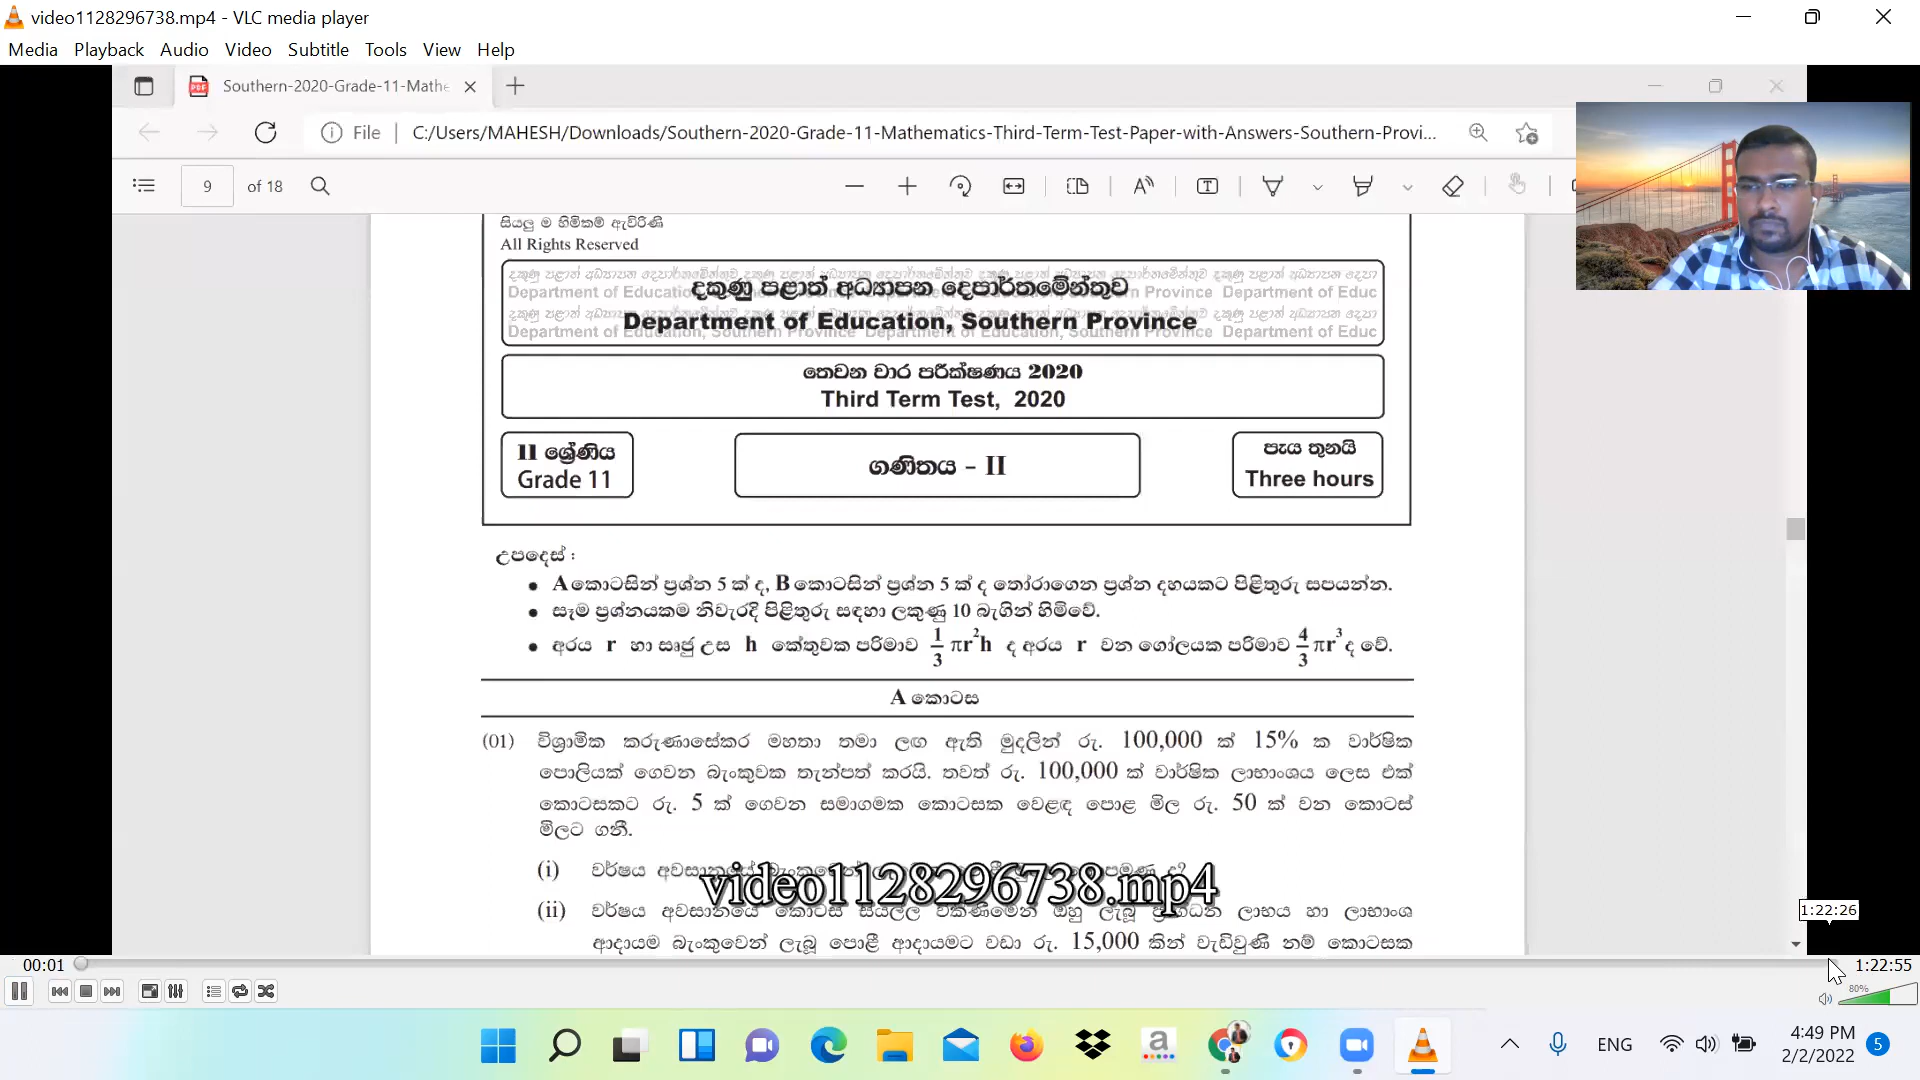 video1128296738.mp4 - VLC media player
Media Playback Audio Video Subtitle Tools View Help
Southern-2020-Grade-11-Mathe
File C:/Users/MAHESH/Downloads/Southern-2020-Grade-11-Mathematics-Third-Term-Test-Paper-with-Answers-Southern-Provi...
9 of 18
සියලු ම හිමිකම් ඇවිරිණි
All Rights Reserved
දකුණු පළාත් අධ්‍යාපන දෙපාර්තමේන්තුව
Department of Education, Southern Province
තෙවන වාර පරීක්ෂණය 2020
Third Term Test, 2020
11 ශ්‍රේණිය
Grade 11
ගණිතය - II
පැය තුනයි
Three hours
උපදෙස් :
• A කොටසින් ප්‍රශ්න 5 ක් ද, B කොටසින් ප්‍රශ්න 5 ක් ද තෝරාගෙන ප්‍රශ්න දහයකට පිළිතුරු සපයන්න.
• සෑම ප්‍රශ්නයකම නිවැරදි පිළිතුරු සඳහා ලකුණු 10 බැගින් හිමිවේ.
• අරය r හා සෘජු උස h කේතුවක පරිමාව 1/3 πr²h ද අරය r වන ගෝලයක පරිමාව 4/3 πr³ ද වේ.
A කොටස
(01) විශ්‍රාමික කරුණාසේකර මහතා තමා ලඟ ඇති මුදලින් රු. 100,000 ක් 15% ක වාර්ෂික
පොලියක් ගෙවන බැංකුවක තැන්පත් කරයි. තවත් රු. 100,000 ක් වාර්ෂික ලාභාංශය ලෙස එක්
කොටසකට රු. 5 ක් ගෙවන සමාගමක කොටසක වෙළඳ පොළ මිල රු. 50 ක් වන කොටස්
මිලට ගනී.
(i) වර්ෂය අවසානයේ
video1128296738.mp4
(ii) වර්ෂය අවසානයේ කොටස් සියල්ල විකිණීමෙන් ඔහු ලැබූ ප්‍රාග්ධන ලාභය හා ලාභාංශ
ආදායම බැංකුවෙන් ලැබූ පොළී ආදායමට වඩා රු. 15,000 කින් වැඩිවුණි නම් කොටසක
1:22:26
00:01
1:22:55
80%
ENG
4:49 PM
2/2/2022
5